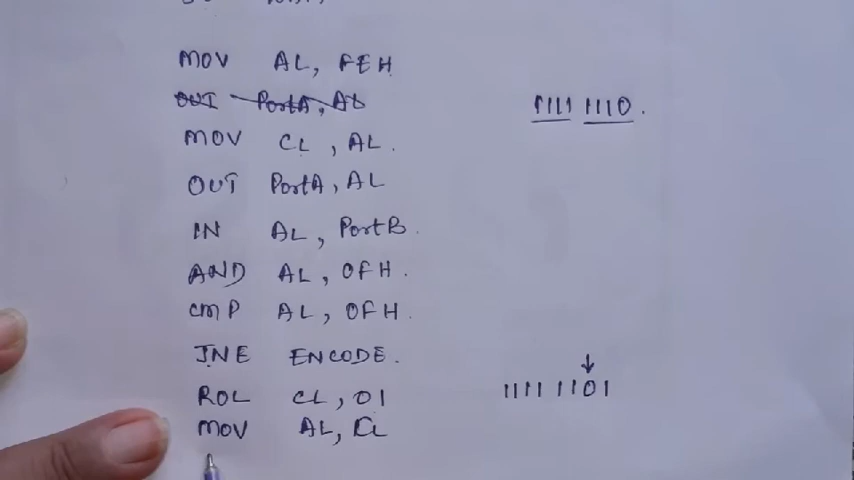 MOV AL, FEH
OUT PortA, AL
1111 1110.
MOV CL, AL.
OUT PortA, AL
IN AL, PortB.
AND AL, 0FH.
CMP AL, 0FH.
JNE ENCODE.
ROL CL, 01
1111 1101
MOV AL, CL